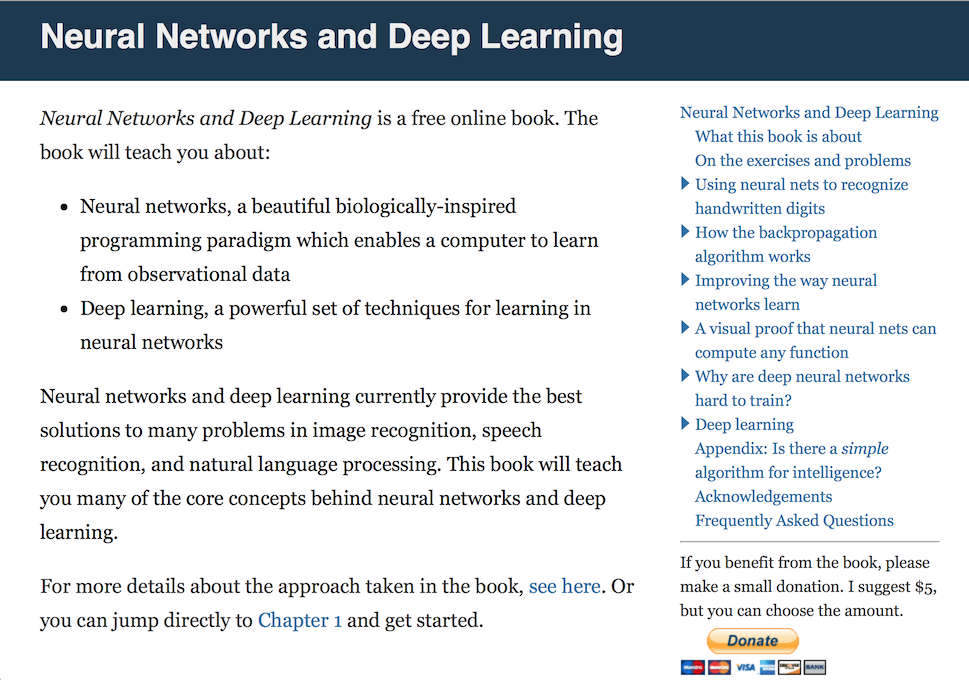 Neural Networks and Deep Learning
Neural Networks and Deep Learning is a free online book. The
book will teach you about:
• Neural networks, a beautiful biologically-inspired
programming paradigm which enables a computer to learn
from observational data
• Deep learning, a powerful set of techniques for learning in
neural networks
Neural networks and deep learning currently provide the best
solutions to many problems in image recognition, speech
recognition, and natural language processing. This book will teach
you many of the core concepts behind neural networks and deep
learning.
For more details about the approach taken in the book, see here. Or
you can jump directly to Chapter 1 and get started.
Neural Networks and Deep Learning
What this book is about
On the exercises and problems
Using neural nets to recognize
handwritten digits
How the backpropagation
algorithm works
Improving the way neural
networks learn
A visual proof that neural nets can
compute any function
Why are deep neural networks
hard to train?
Deep learning
Appendix: Is there a simple
algorithm for intelligence?
Acknowledgements
Frequently Asked Questions
If you benefit from the book, please
make a small donation. I suggest $5,
but you can choose the amount.
Donate
VISA BANK